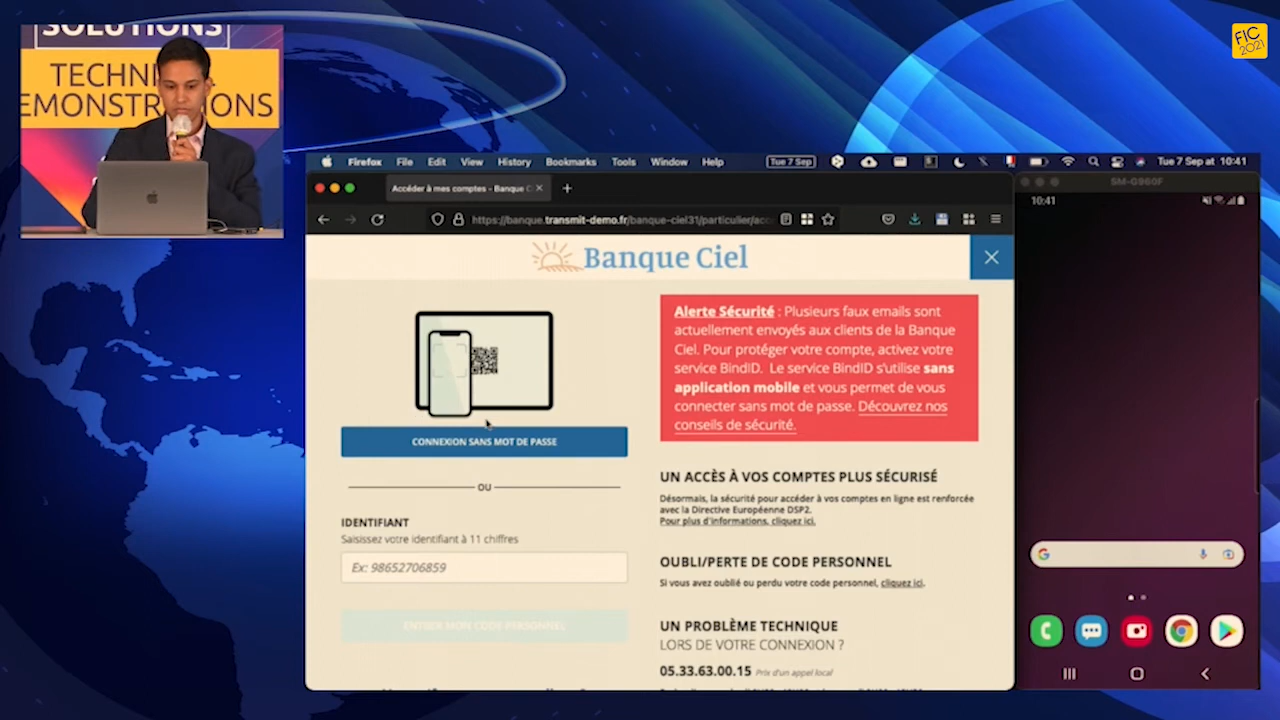 SOLUTIONS
TECHNI
EMONSTRATIONS
FIC
2021
Firefox File Edit View History Bookmarks Tools Window Help Tue 7 Sep Tue 7 Sep at 10:41
Accéder à mes comptes - Banque C
https://banque.transmit-demo.fr/banque-ciel31/particulier/acc
SM-G960F
10:41
Banque Ciel
CONNEXION SANS MOT DE PASSE
OU
IDENTIFIANT
Saisissez votre identifiant à 11 chiffres
Ex: 98652706859
ENTRER MON CODE PERSONNEL
Alerte Sécurité : Plusieurs faux emails sont
actuellement envoyés aux clients de la Banque
Ciel. Pour protéger votre compte, activez votre
service BindID. Le service BindID s'utilise sans
application mobile et vous permet de vous
connecter sans mot de passe. Découvrez nos
conseils de sécurité.
UN ACCÈS À VOS COMPTES PLUS SÉCURISÉ
Désormais, la sécurité pour accéder à vos comptes en ligne est renforcée
avec la Directive Européenne DSP2.
Pour plus d'informations, cliquez ici.
OUBLI/PERTE DE CODE PERSONNEL
Si vous avez oublié ou perdu votre code personnel, cliquez ici.
UN PROBLÈME TECHNIQUE
LORS DE VOTRE CONNEXION ?
05.33.63.00.15 Prix d'un appel local